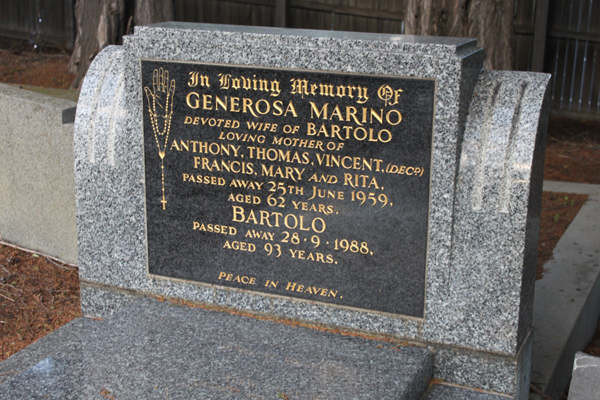 In Loving Memory Of
GENEROSA MARINO
DEVOTED WIFE OF BARTOLO
LOVING MOTHER OF
ANTHONY, THOMAS, VINCENT, (DECD)
FRANCIS, MARY AND RITA.
PASSED AWAY 25TH JUNE 1959,
AGED 62 YEARS.
BARTOLO
PASSED AWAY 28·9·1988,
AGED 93 YEARS.
PEACE IN HEAVEN.